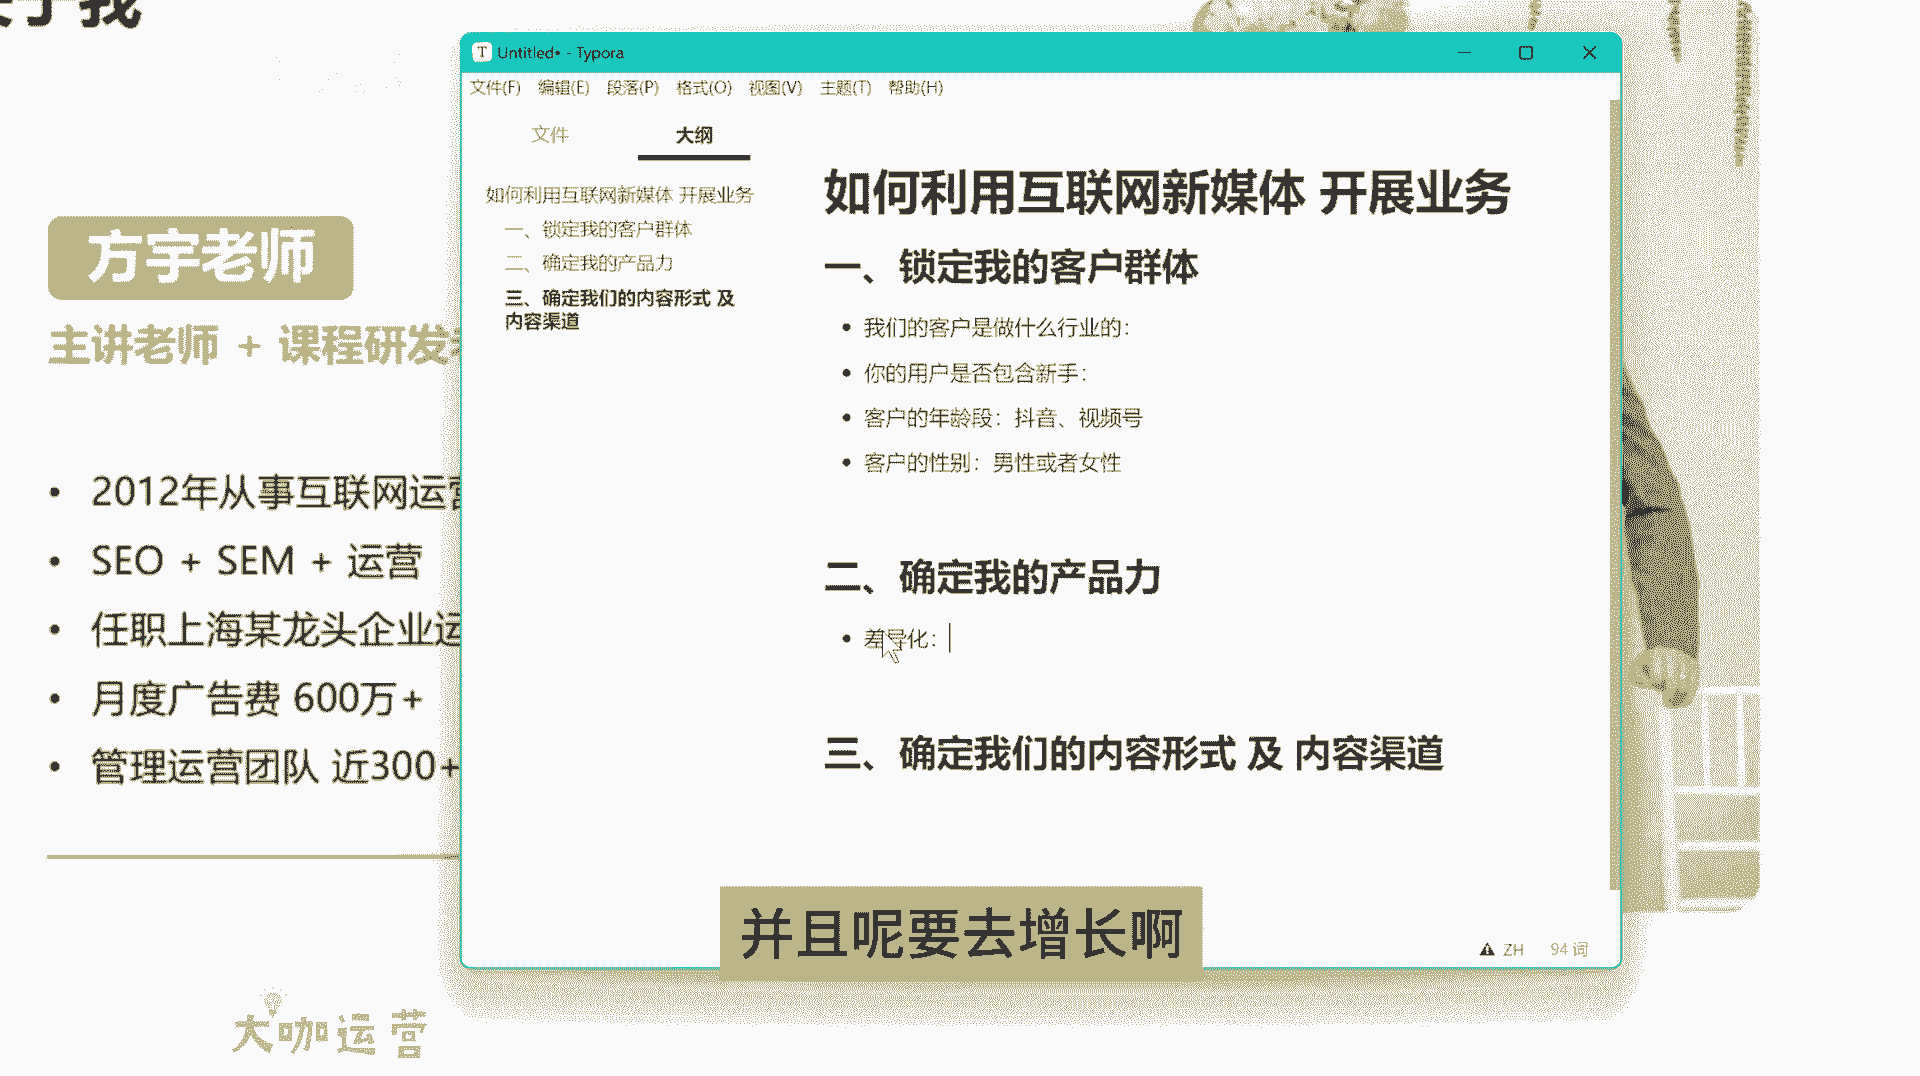 关于我
方宇老师
主讲老师 + 课程研发
• 2012年从事互联网运营
• SEO + SEM + 运营
• 任职上海某龙头企业运
• 月度广告费 600万+
• 管理运营团队 近300+
大咖运营
Untitled• - Typora
文件(F) 编辑(E) 段落(P) 格式(O) 视图(V) 主题(T) 帮助(H)
文件 大纲
如何利用互联网新媒体 开展业务
一、锁定我的客户群体
二、确定我的产品力
三、确定我们的内容形式 及
内容渠道
如何利用互联网新媒体 开展业务
一、锁定我的客户群体
• 我们的客户是做什么行业的：
• 你的用户是否包含新手：
• 客户的年龄段：抖音、视频号
• 客户的性别：男性或者女性
二、确定我的产品力
• 差异化：
三、确定我们的内容形式 及 内容渠道
并且呢要去增长啊
ZH 94 词